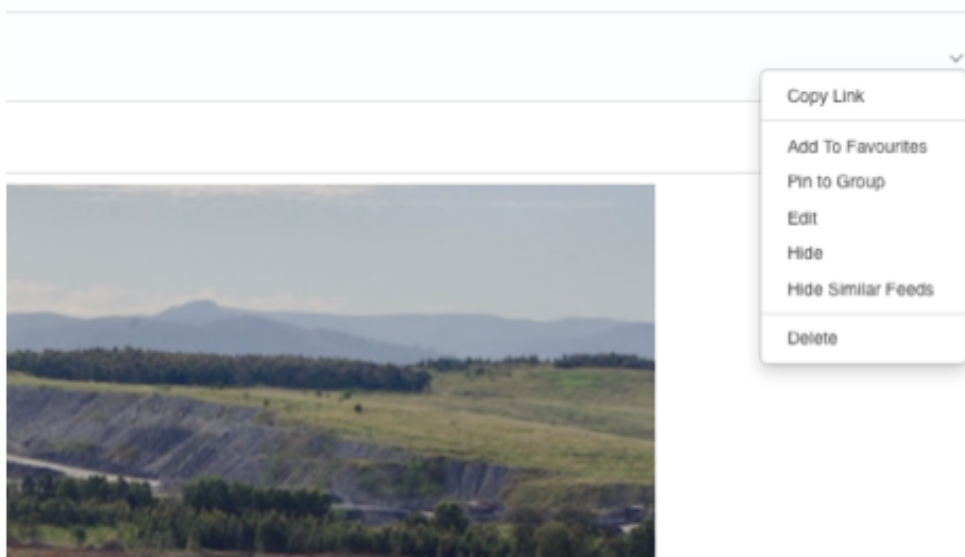 Copy Link
Add To Favourites
Pin to Group
Edit
Hide
Hide Similar Feeds
Delete